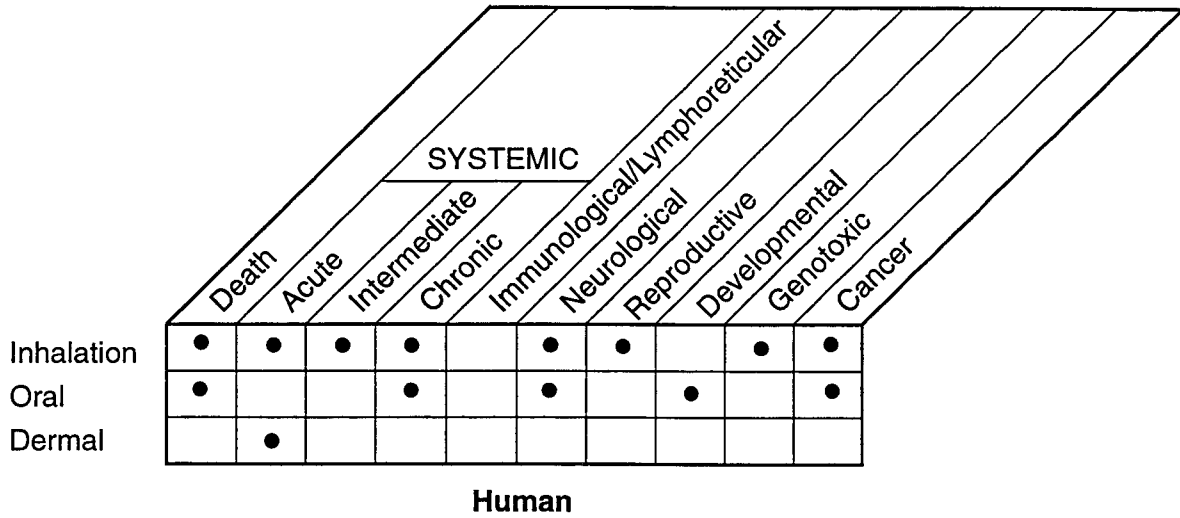 SYSTEMIC
Death
Acute
Intermediate
Chronic
Immunological/Lymphoreticular
Neurological
Reproductive
Developmental
Genotoxic
Cancer
Inhalation
Oral
Dermal
Human